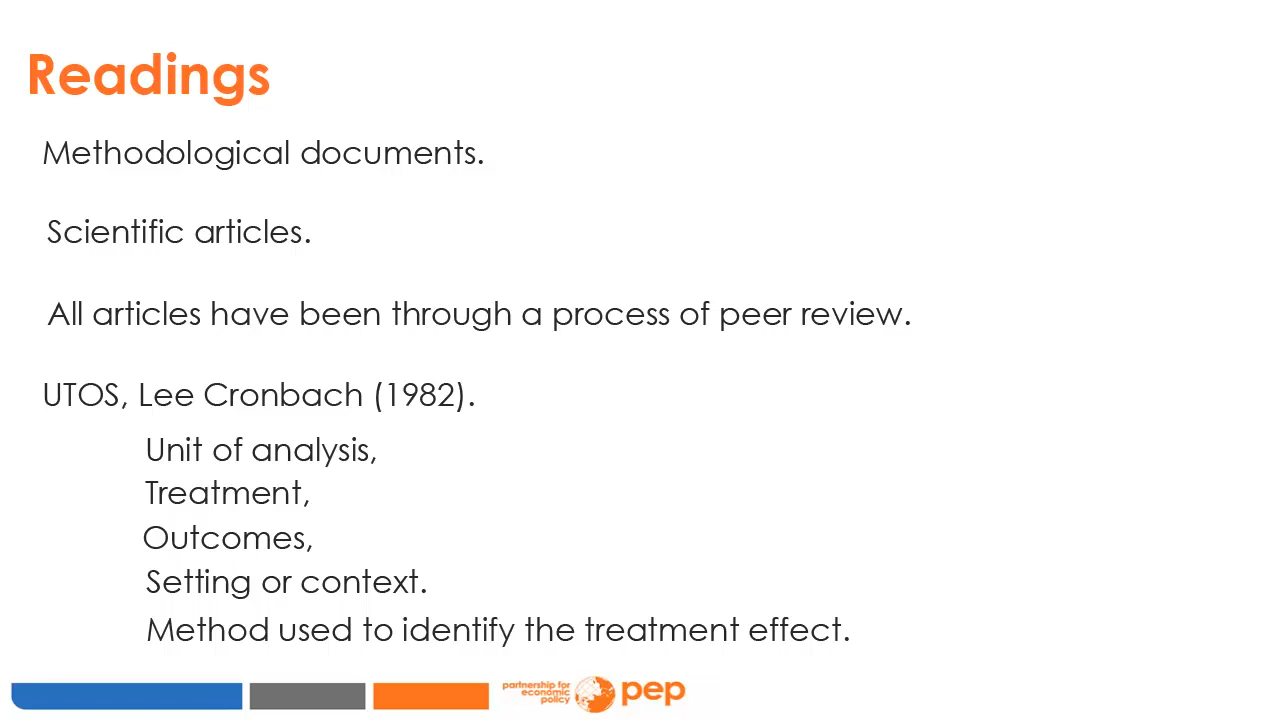 Readings
Methodological documents.
Scientific articles.
All articles have been through a process of peer review.
UTOS, Lee Cronbach (1982).
Unit of analysis,
Treatment,
Outcomes,
Setting or context.
Method used to identify the treatment effect.
partnership for
economic
policy
pep